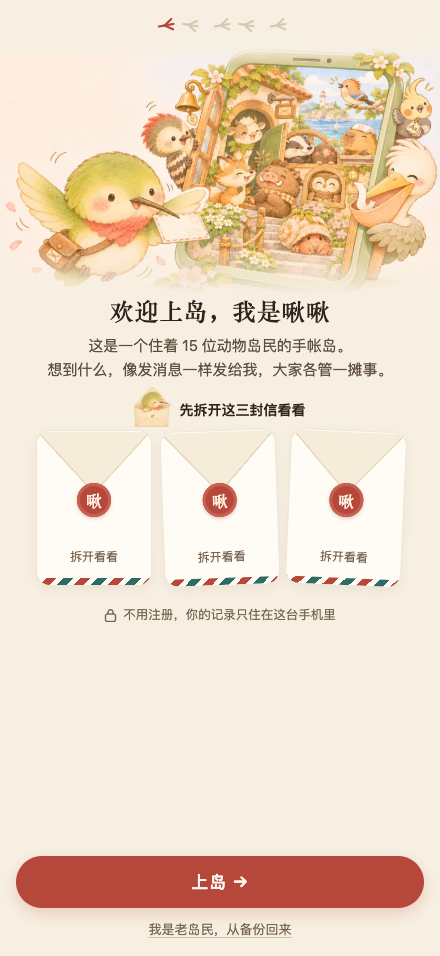 欢迎上岛，我是啾啾
这是一个住着 15 位动物岛民的手帐岛。
想到什么，像发消息一样发给我，大家各管一摊事。
先拆开这三封信看看
啾
啾
啾
拆开看看
拆开看看
拆开看看
不用注册，你的记录只住在这台手机里
上岛 →
我是老岛民，从备份回来